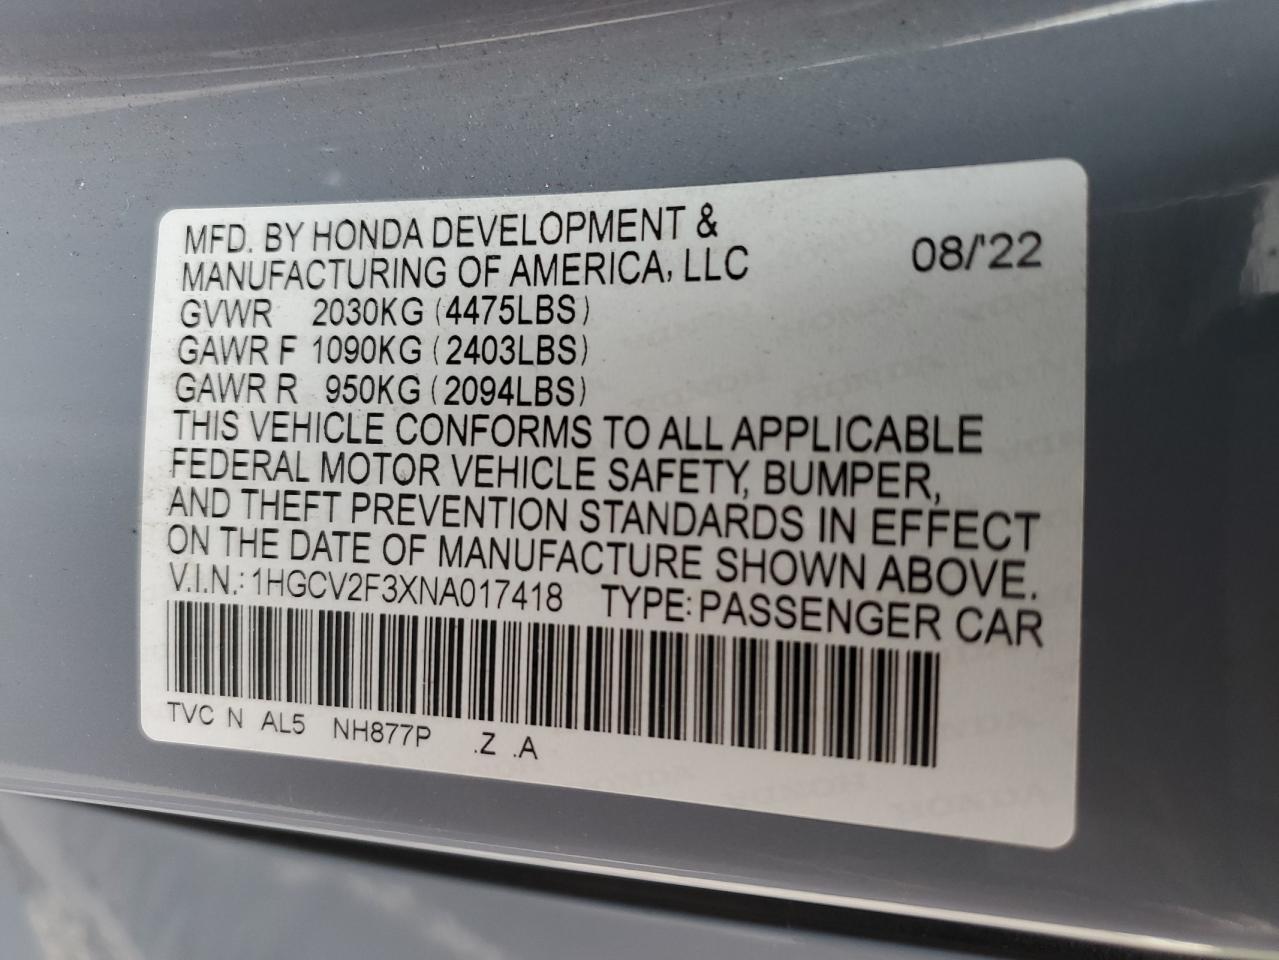 MFD. BY HONDA DEVELOPMENT &
MANUFACTURING OF AMERICA, LLC 08/'22
GVWR 2030KG (4475LBS)
GAWR F 1090KG (2403LBS)
GAWR R 950KG (2094LBS)
THIS VEHICLE CONFORMS TO ALL APPLICABLE
FEDERAL MOTOR VEHICLE SAFETY, BUMPER,
AND THEFT PREVENTION STANDARDS IN EFFECT
ON THE DATE OF MANUFACTURE SHOWN ABOVE.
V.I.N.: 1HGCV2F3XNA017418 TYPE: PASSENGER CAR
TVC N AL5 NH877P .Z .A